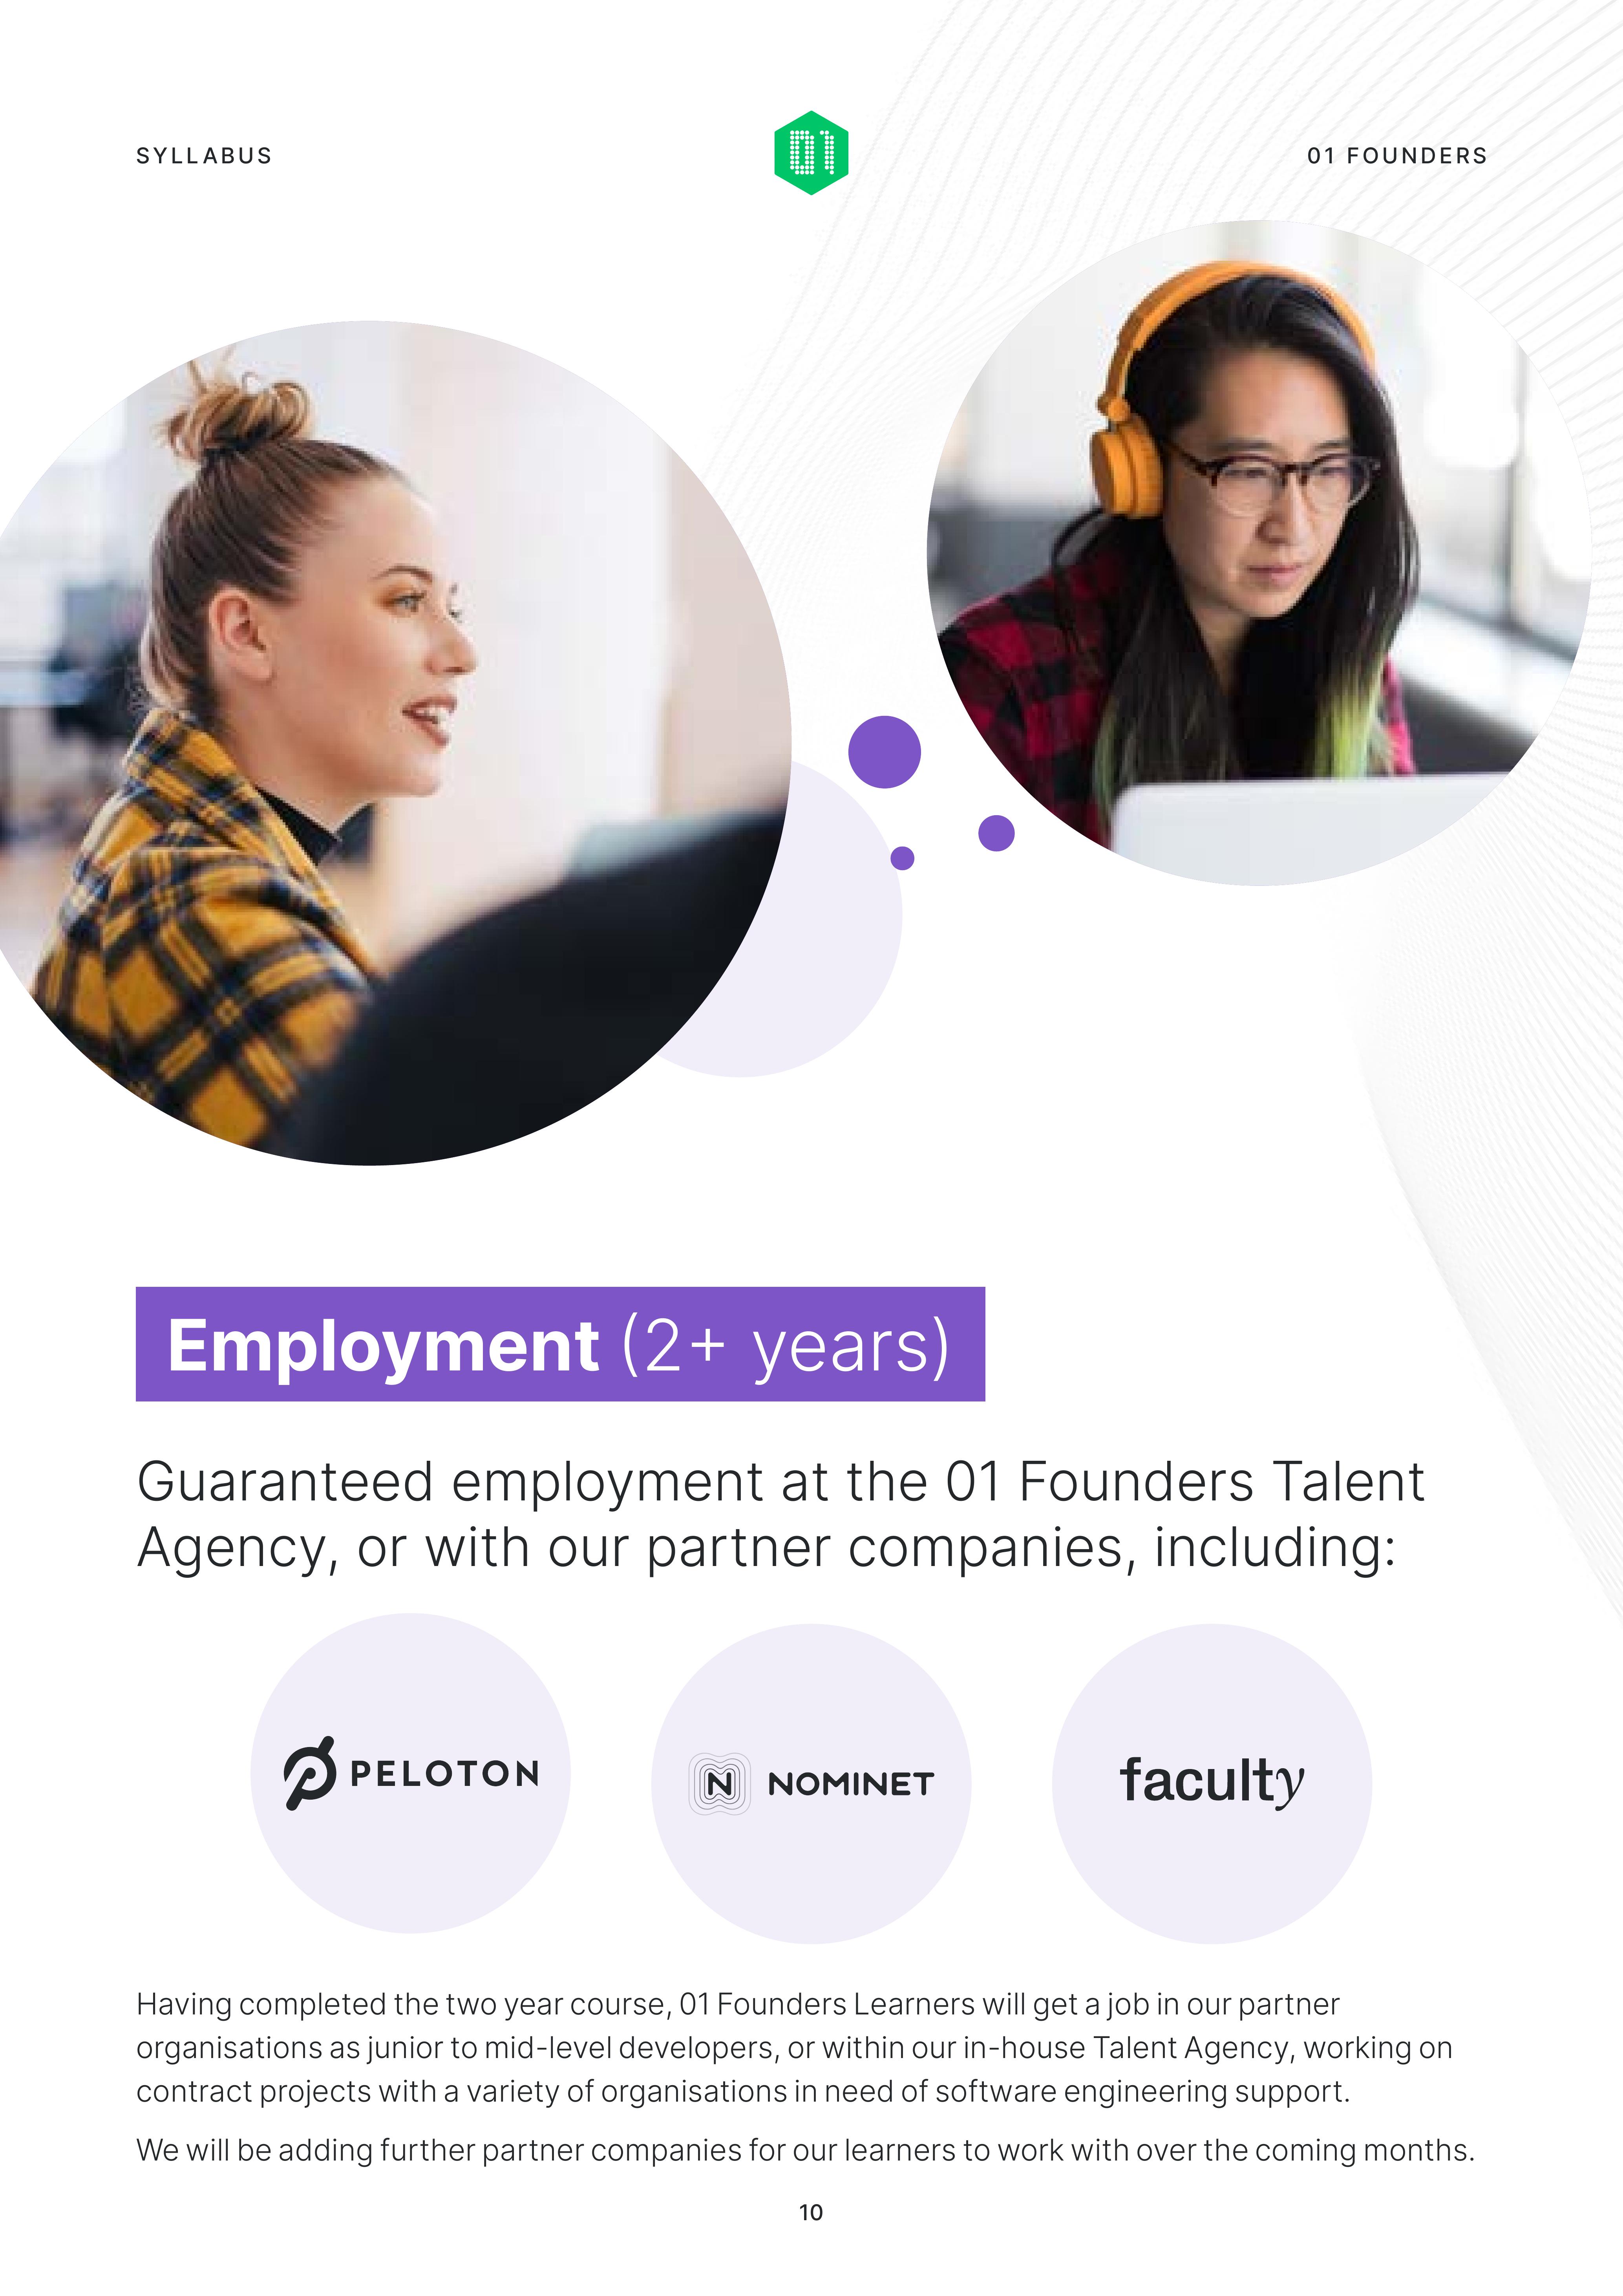 SYLLABUS
01
01 FOUNDERS
Employment (2+ years)
Guaranteed employment at the 01 Founders Talent
Agency, or with our partner companies, including:
PELOTON
N NOMINET
faculty
Having completed the two year course, 01 Founders Learners will get a job in our partner
organisations as junior to mid-level developers, or within our in-house Talent Agency, working on
contract projects with a variety of organisations in need of software engineering support.
We will be adding further partner companies for our learners to work with over the coming months.
10